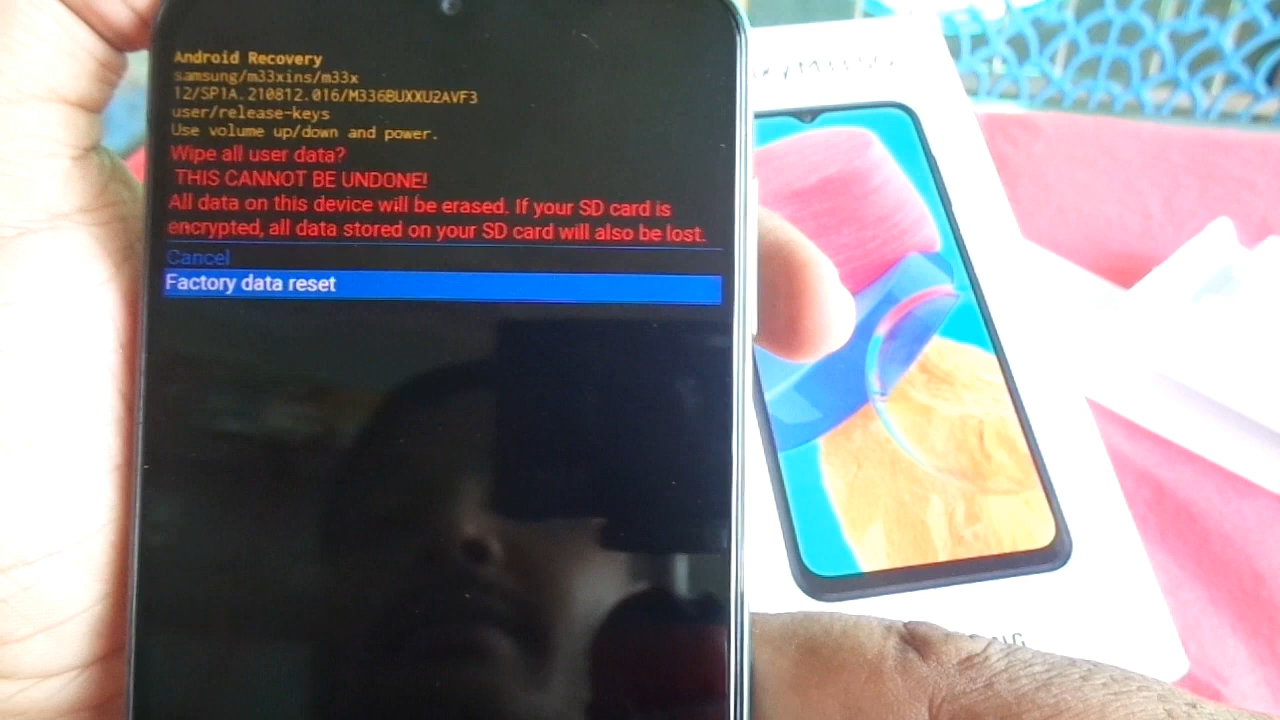 Android Recovery
samsung/m33xins/m33x
12/SP1A.210812.016/M336BUXXU2AVF3
user/release-keys
Use volume up/down and power.
Wipe all user data?
THIS CANNOT BE UNDONE!
All data on this device will be erased. If your SD card is
encrypted, all data stored on your SD card will also be lost.
Cancel
Factory data reset